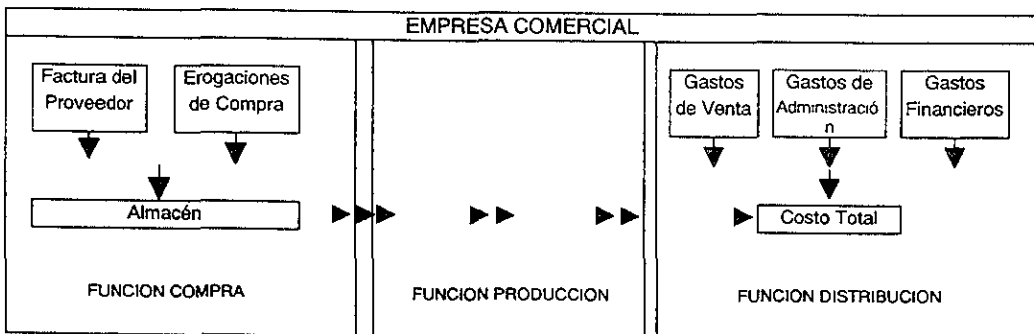 EMPRESA COMERCIAL
Factura del
Proveedor
Erogaciones
de Compra
Almacén
FUNCION COMPRA
FUNCION PRODUCCION
Gastos
de Venta
Gastos de
Administració
n
Gastos
Financieros
Costo Total
FUNCION DISTRIBUCION